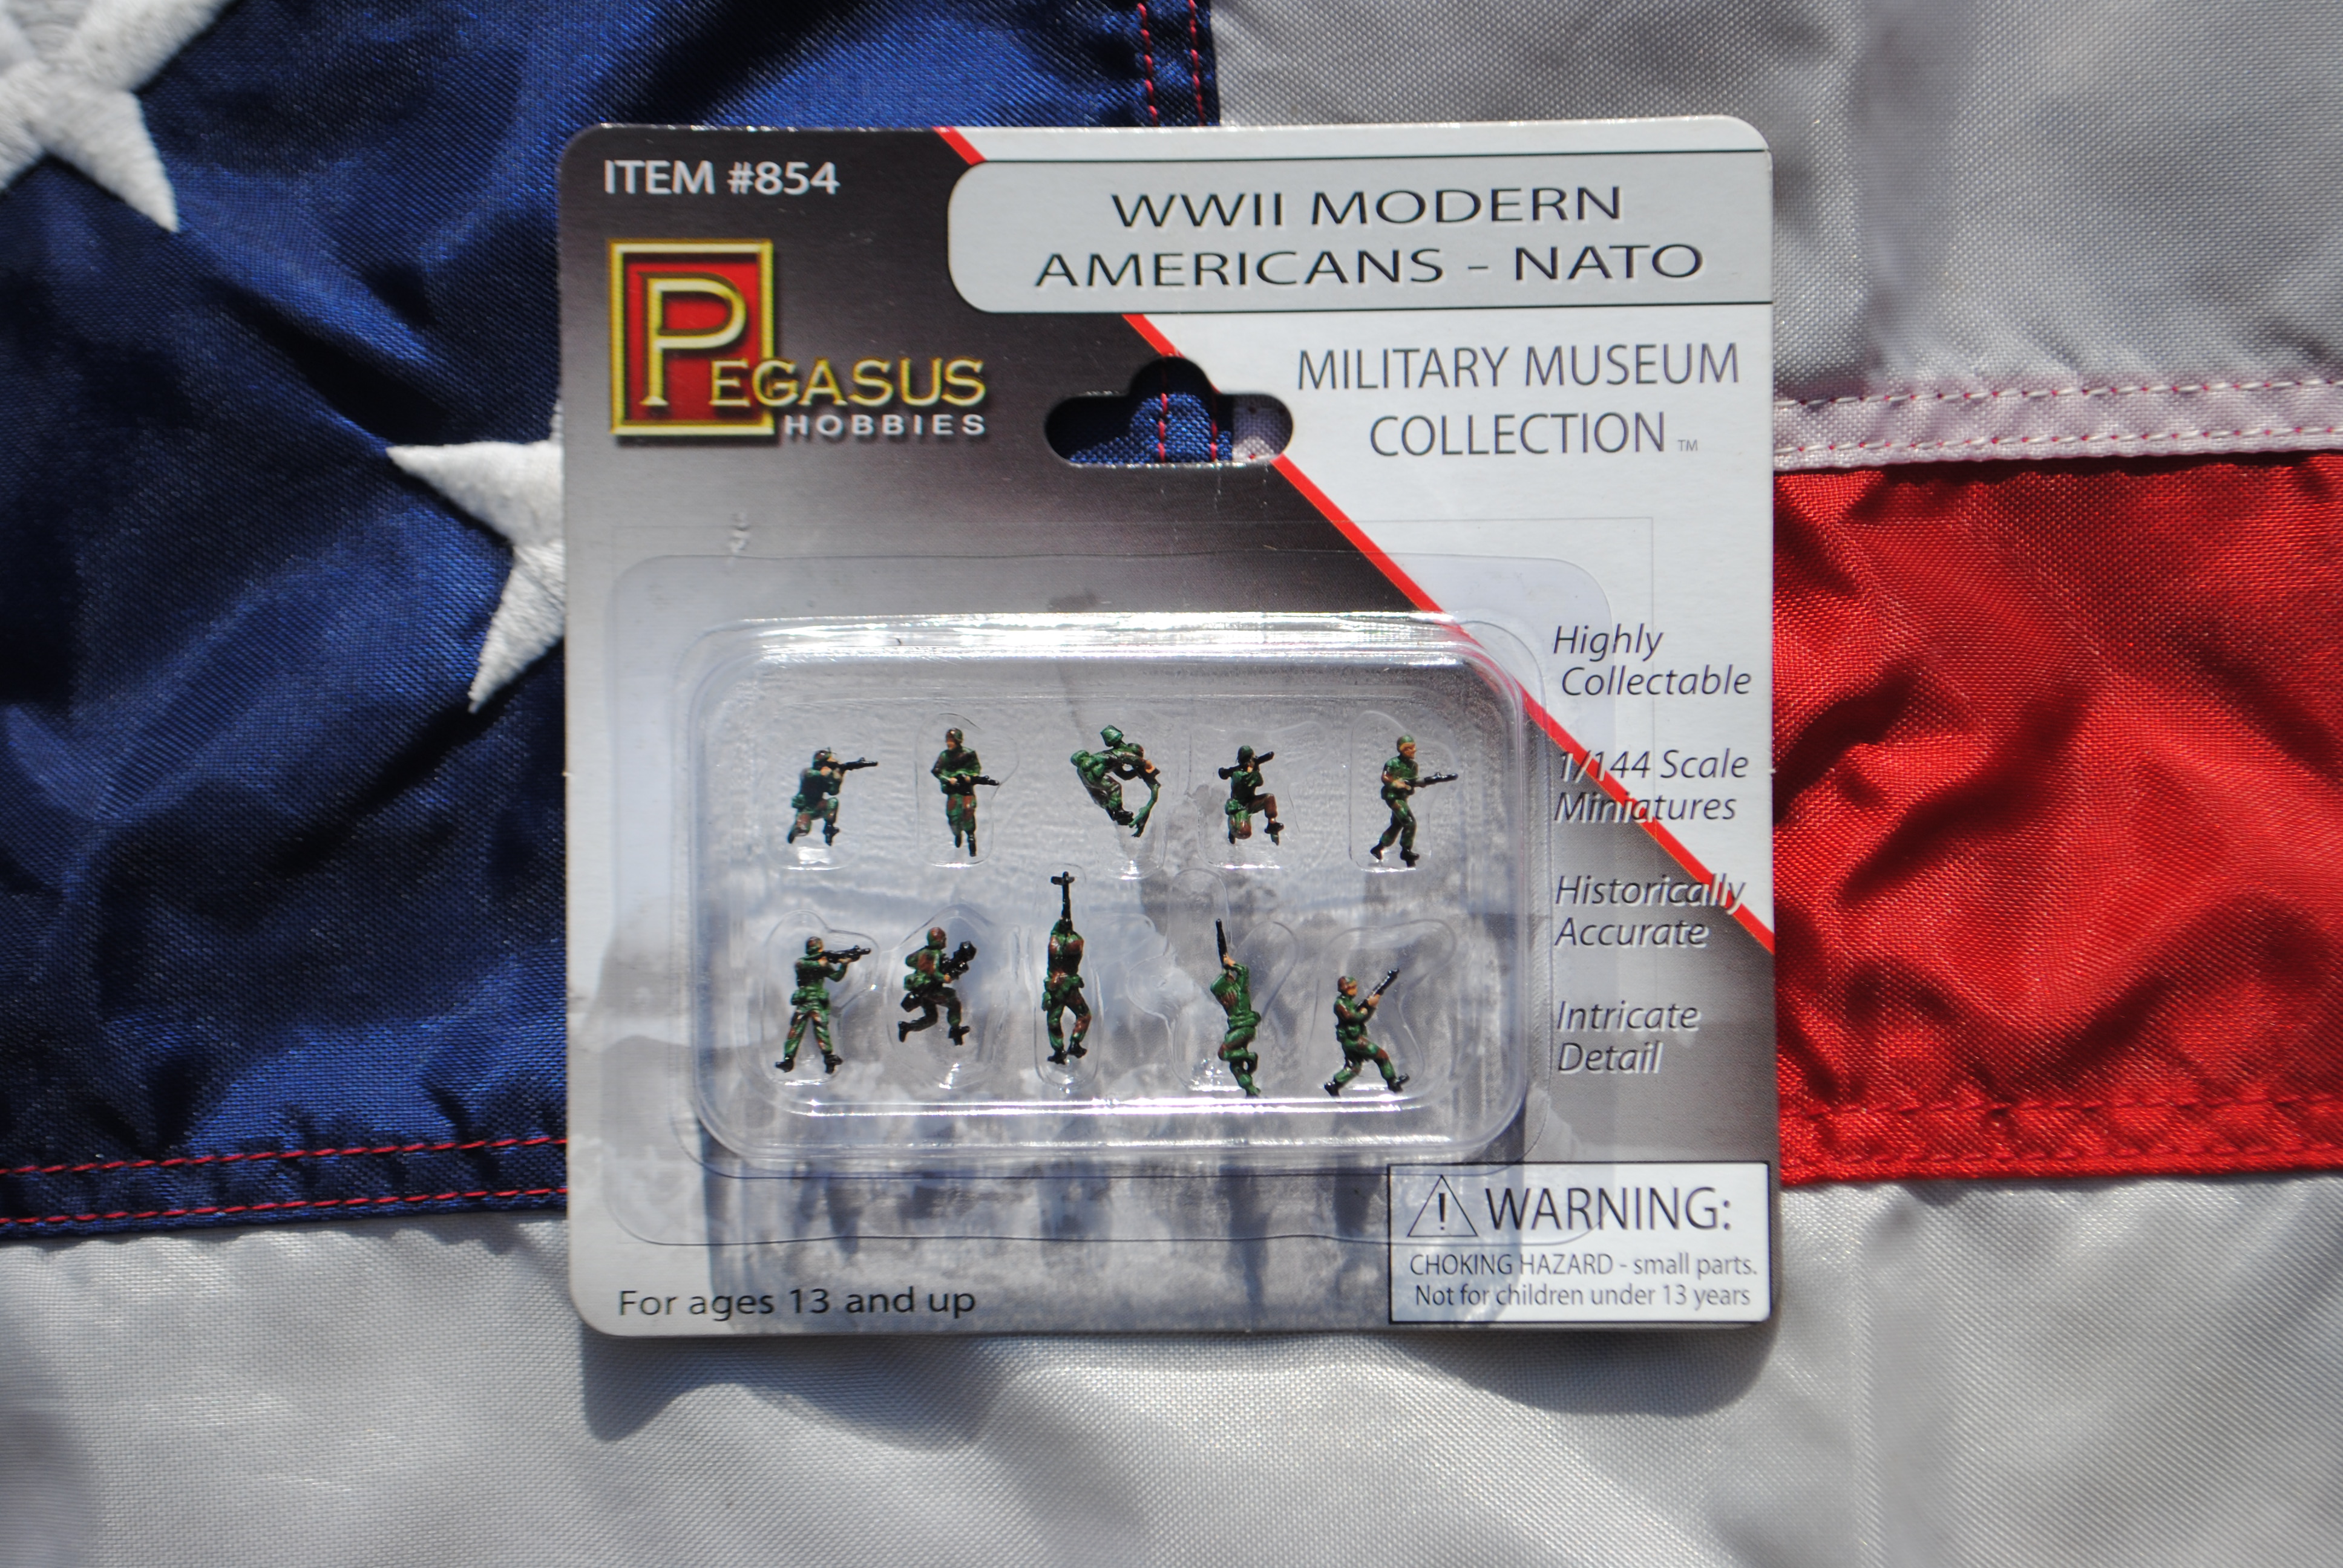 ITEM #854
WWII MODERN
AMERICANS - NATO
PEGASUS
HOBBIES
MILITARY MUSEUM
COLLECTION ™
Highly
Collectable
1/144 Scale
Miniatures
Historically
Accurate
Intricate
Detail
WARNING:
CHOKING HAZARD - small parts.
Not for children under 13 years
For ages 13 and up